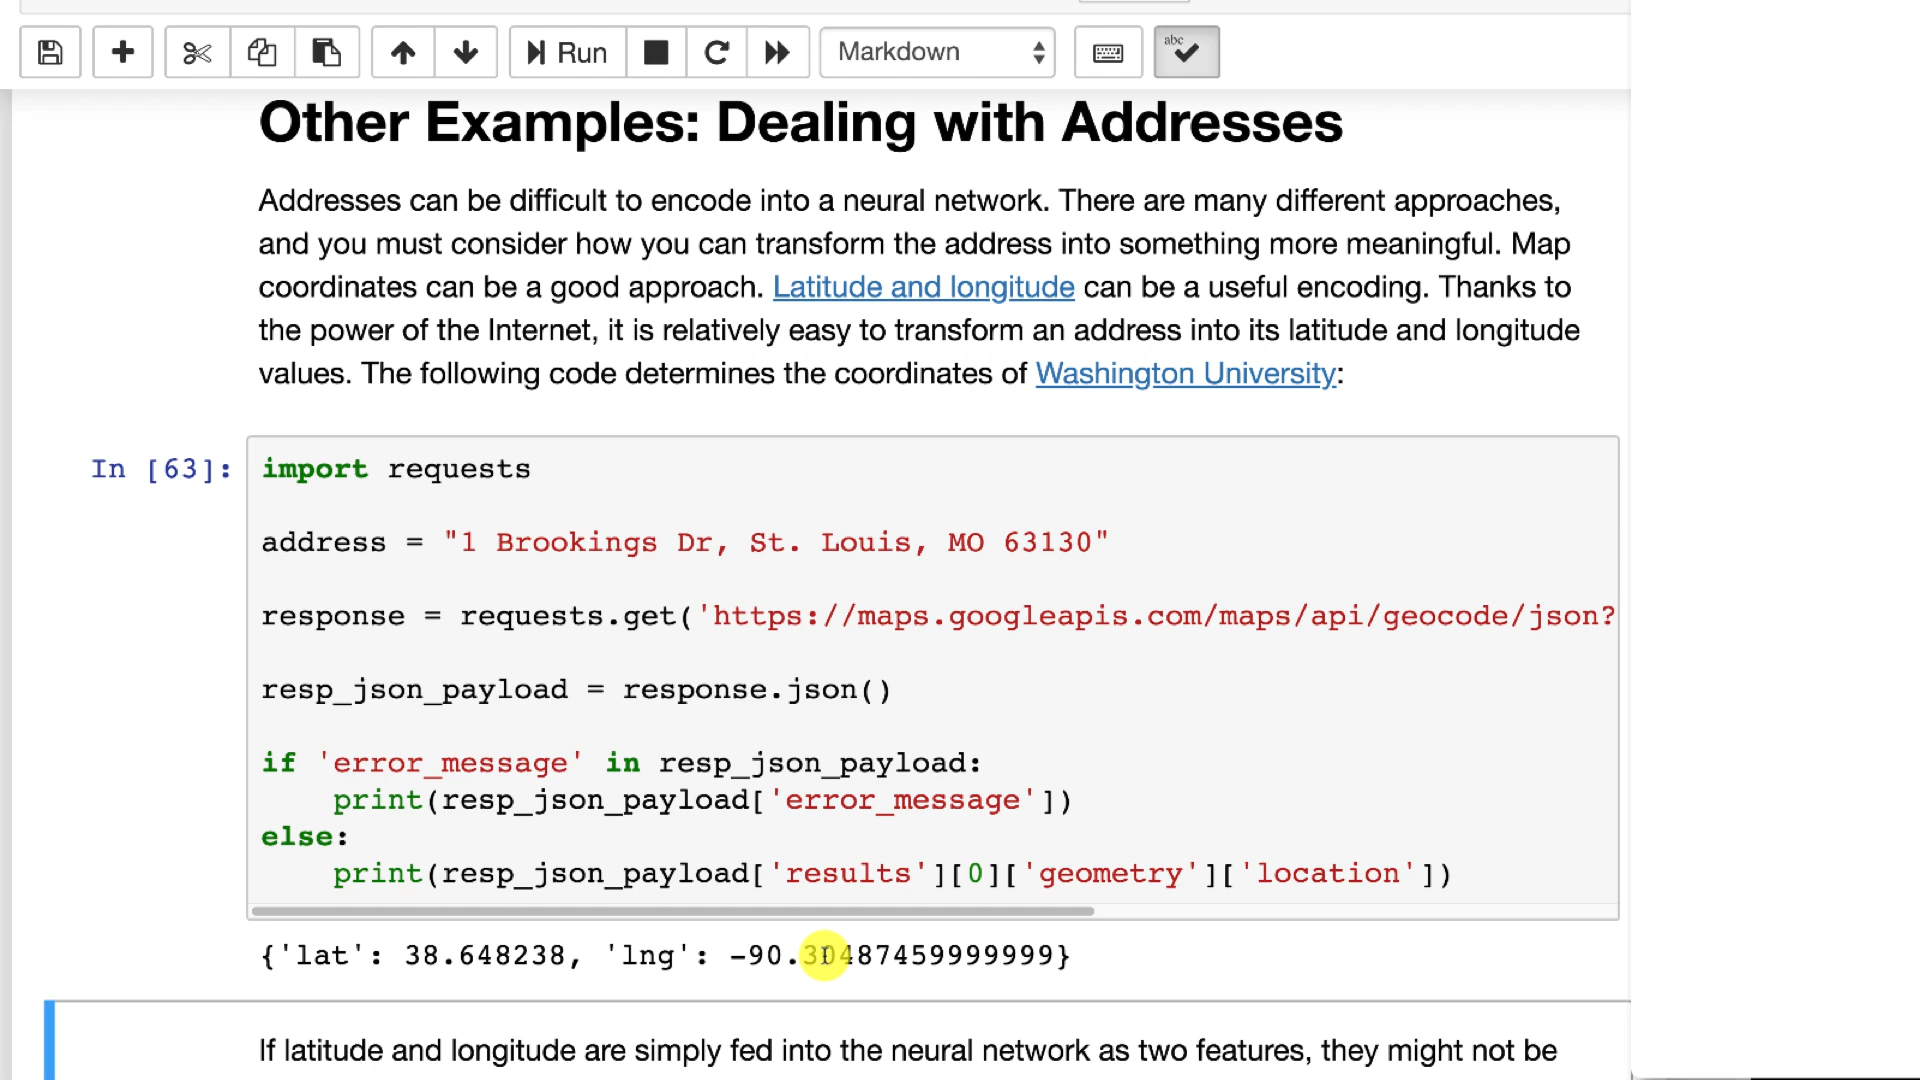 Run
Markdown
abc
Other Examples: Dealing with Addresses
Addresses can be difficult to encode into a neural network. There are many different approaches,
and you must consider how you can transform the address into something more meaningful. Map
coordinates can be a good approach. Latitude and longitude can be a useful encoding. Thanks to
the power of the Internet, it is relatively easy to transform an address into its latitude and longitude
values. The following code determines the coordinates of Washington University:
In [63]:
import requests
address = "1 Brookings Dr, St. Louis, MO 63130"
response = requests.get('https://maps.googleapis.com/maps/api/geocode/json?
resp_json_payload = response.json()
if 'error_message' in resp_json_payload:
    print(resp_json_payload['error_message'])
else:
    print(resp_json_payload['results'][0]['geometry']['location'])
{'lat': 38.648238, 'lng': -90.30487459999999}
If latitude and longitude are simply fed into the neural network as two features, they might not be